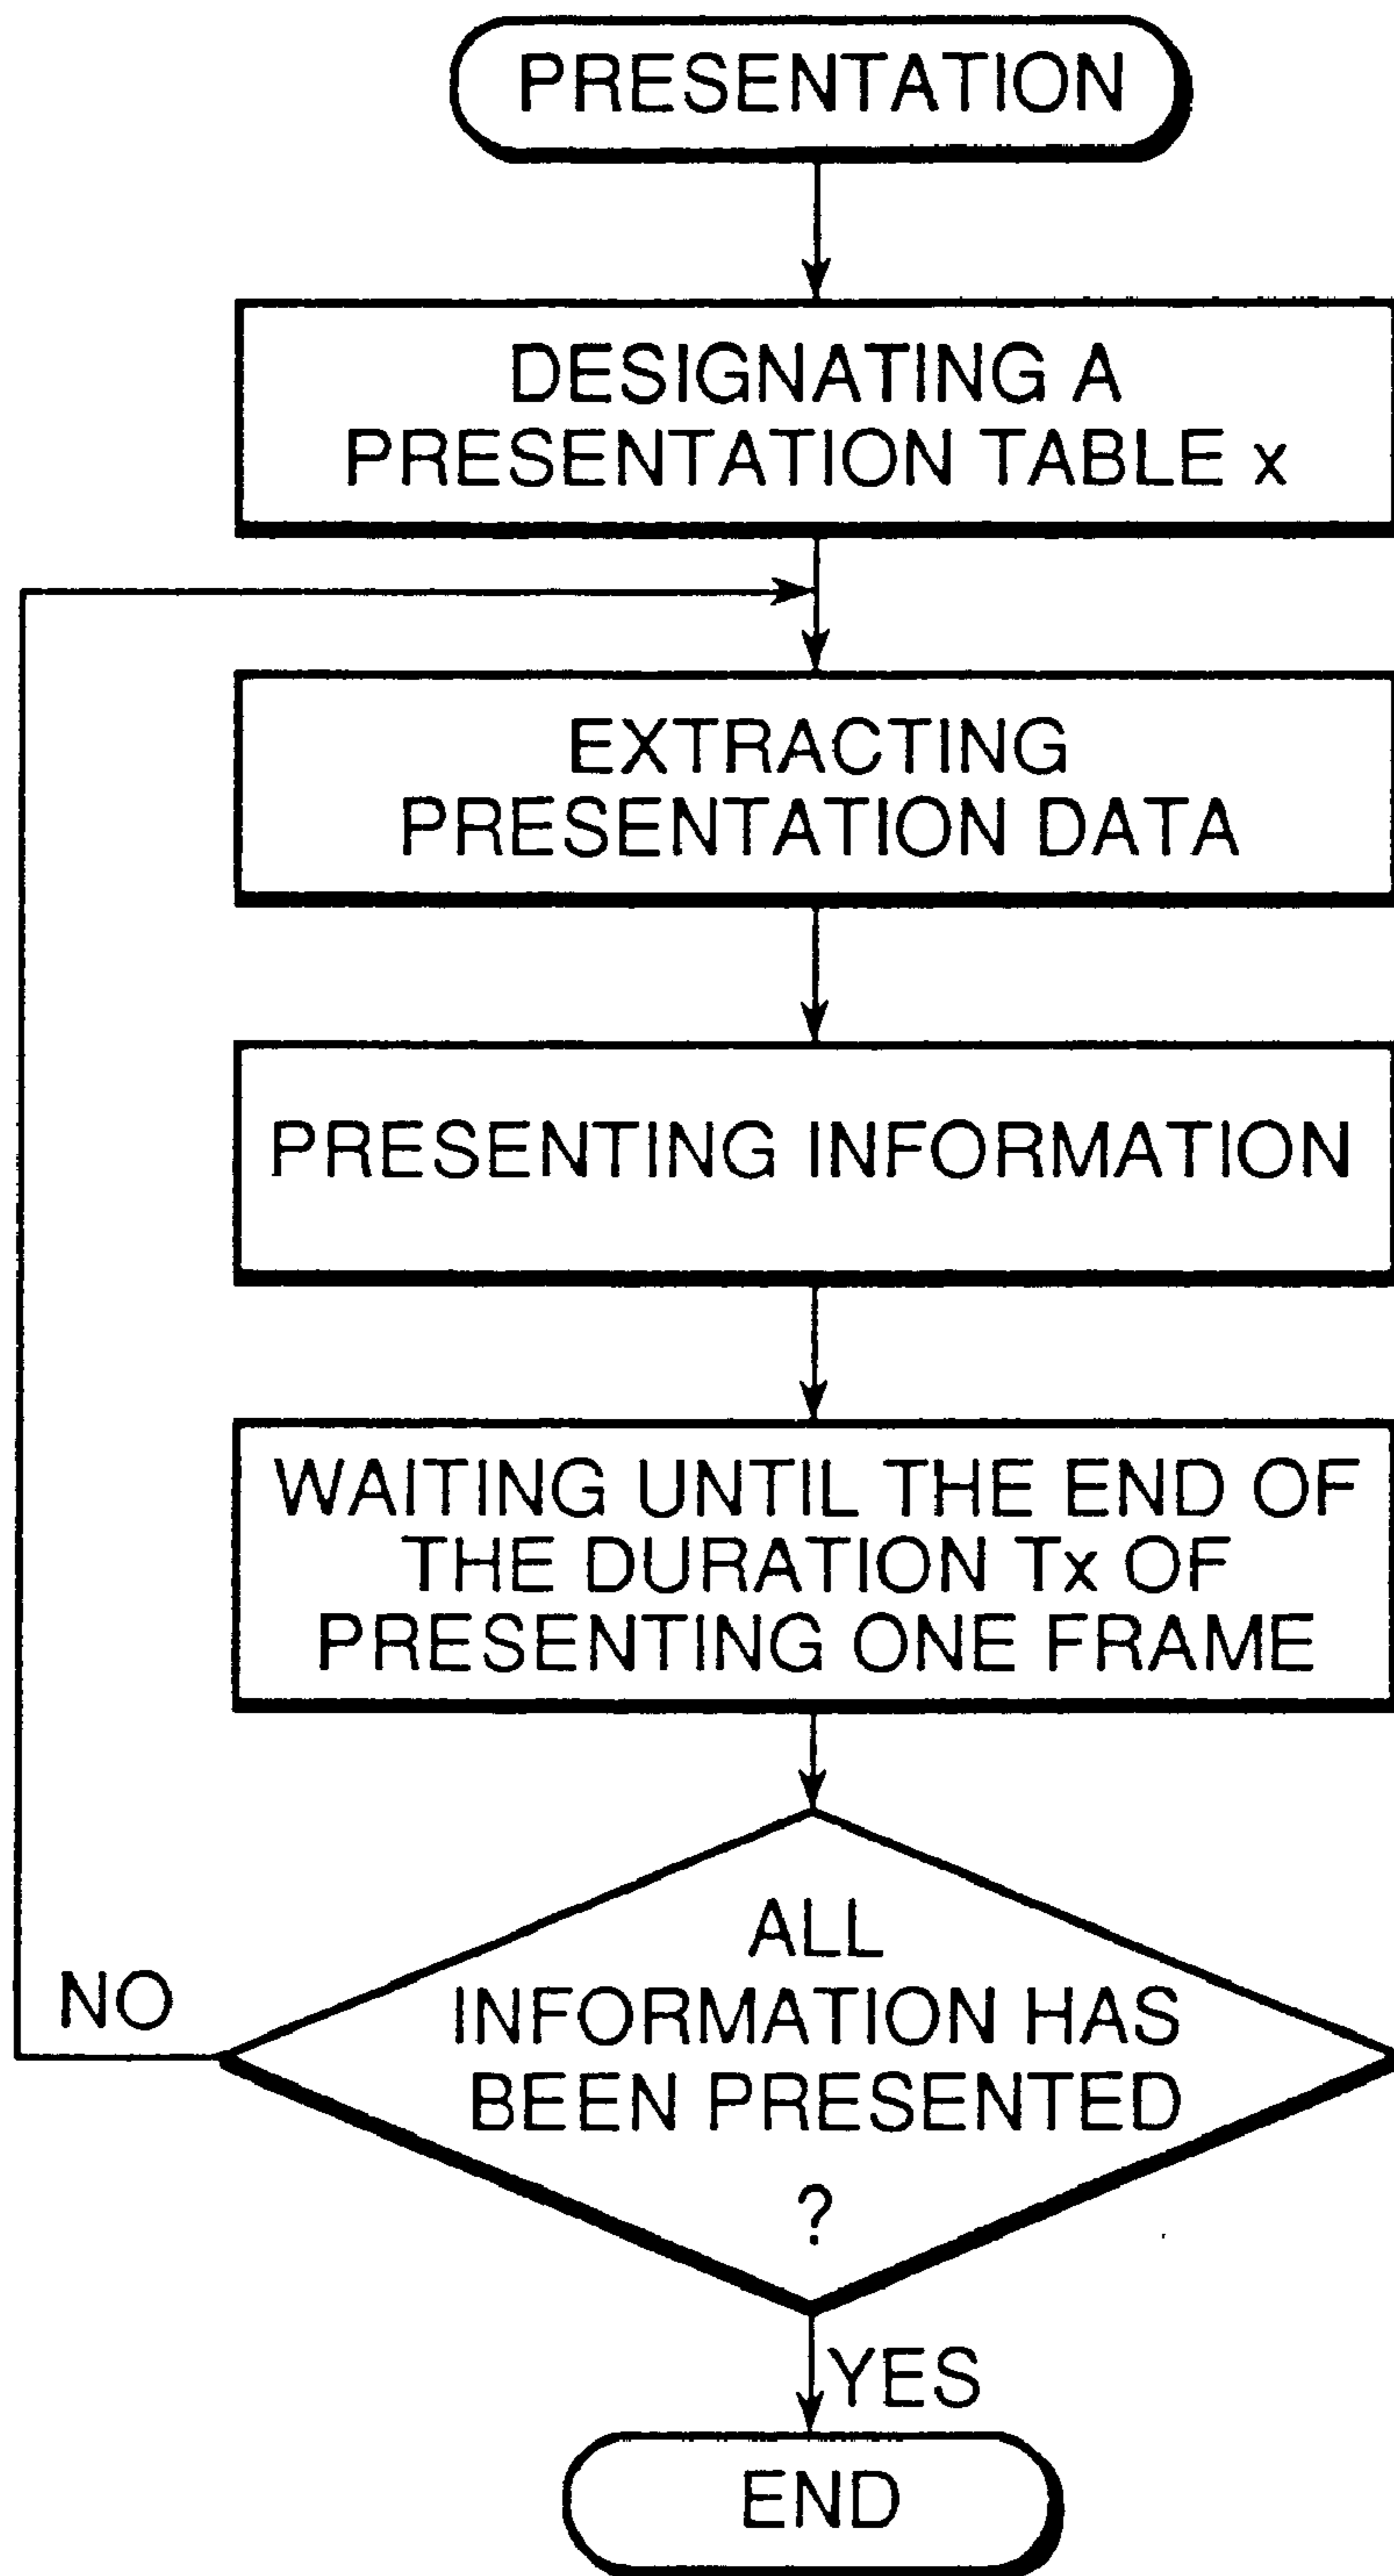 PRESENTATION
DESIGNATING A
PRESENTATION TABLE x
EXTRACTING
PRESENTATION DATA
PRESENTING INFORMATION
WAITING UNTIL THE END OF
THE DURATION Tx OF
PRESENTING ONE FRAME
ALL
INFORMATION HAS
BEEN PRESENTED
?
NO
YES
END